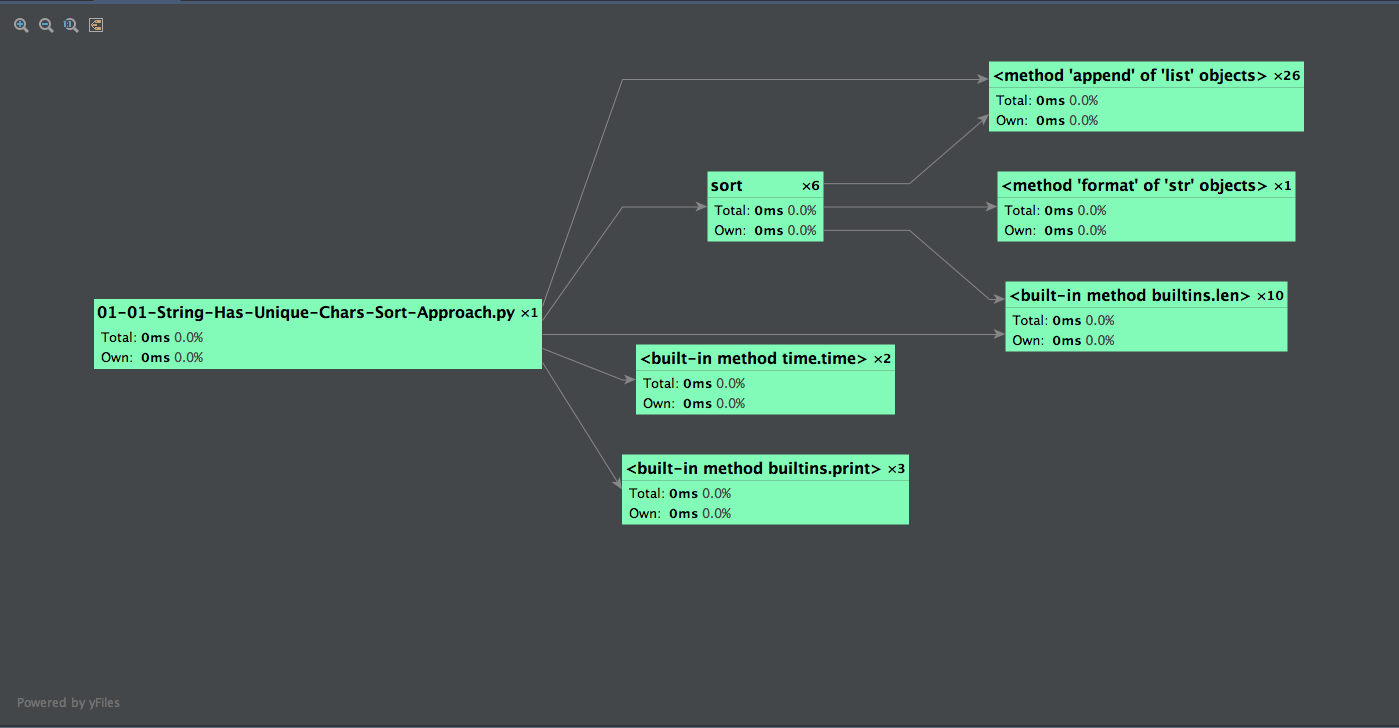 <method 'append' of 'list' objects> ×26
Total: 0ms 0.0%
Own: 0ms 0.0%
sort ×6
Total: 0ms 0.0%
Own: 0ms 0.0%
<method 'format' of 'str' objects> ×1
Total: 0ms 0.0%
Own: 0ms 0.0%
<built-in method builtins.len> ×10
Total: 0ms 0.0%
Own: 0ms 0.0%
01-01-String-Has-Unique-Chars-Sort-Approach.py ×1
Total: 0ms 0.0%
Own: 0ms 0.0%
<built-in method time.time> ×2
Total: 0ms 0.0%
Own: 0ms 0.0%
<built-in method builtins.print> ×3
Total: 0ms 0.0%
Own: 0ms 0.0%
Powered by yFiles